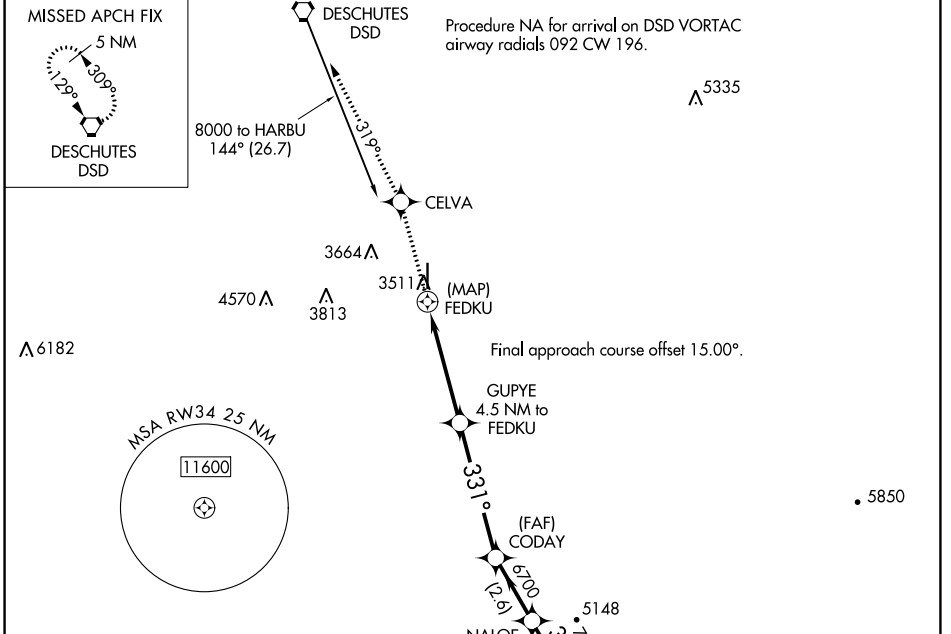 MISSED APCH FIX
5 NM
309°
129°
DESCHUTES
DSD
DESCHUTES
DSD
Procedure NA for arrival on DSD VORTAC
airway radials 092 CW 196.
5335
8000 to HARBU
144° (26.7)
319°
CELVA
3664
3511
(MAP)
FEDKU
4570
3813
6182
Final approach course offset 15.00°.
GUPYE
4.5 NM to
FEDKU
MSA RW34 25 NM
11600
331°
5850
(FAF)
CODAY
6700
(2.6)
5148